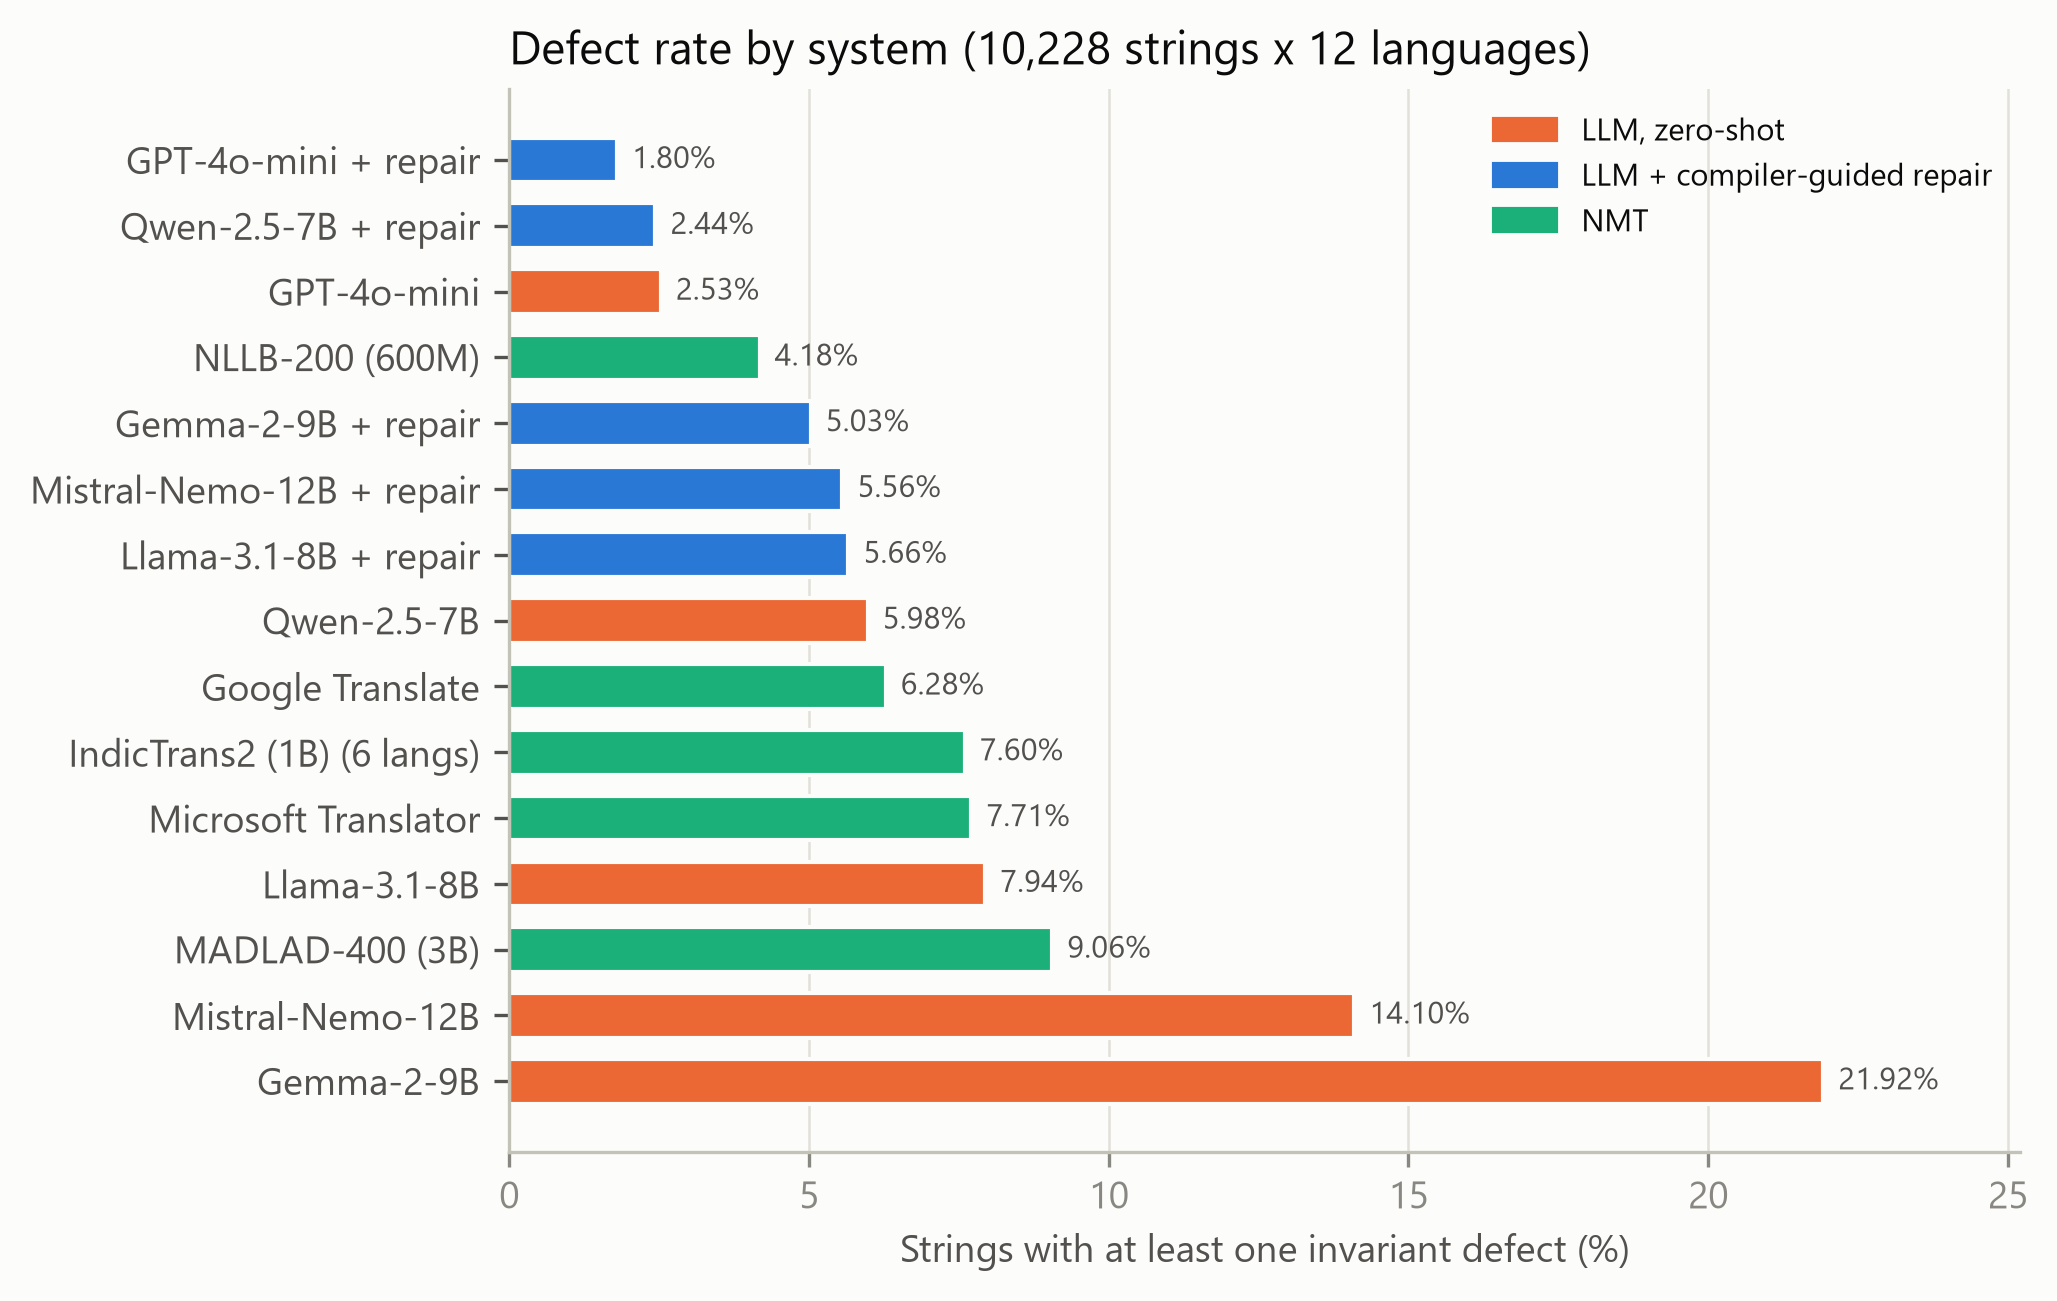 Defect rate by system (10,228 strings x 12 languages)
LLM, zero-shot
LLM + compiler-guided repair
NMT
GPT-4o-mini + repair 1.80%
Qwen-2.5-7B + repair 2.44%
GPT-4o-mini 2.53%
NLLB-200 (600M) 4.18%
Gemma-2-9B + repair 5.03%
Mistral-Nemo-12B + repair 5.56%
Llama-3.1-8B + repair 5.66%
Qwen-2.5-7B 5.98%
Google Translate 6.28%
IndicTrans2 (1B) (6 langs) 7.60%
Microsoft Translator 7.71%
Llama-3.1-8B 7.94%
MADLAD-400 (3B) 9.06%
Mistral-Nemo-12B 14.10%
Gemma-2-9B 21.92%
0 5 10 15 20 25
Strings with at least one invariant defect (%)